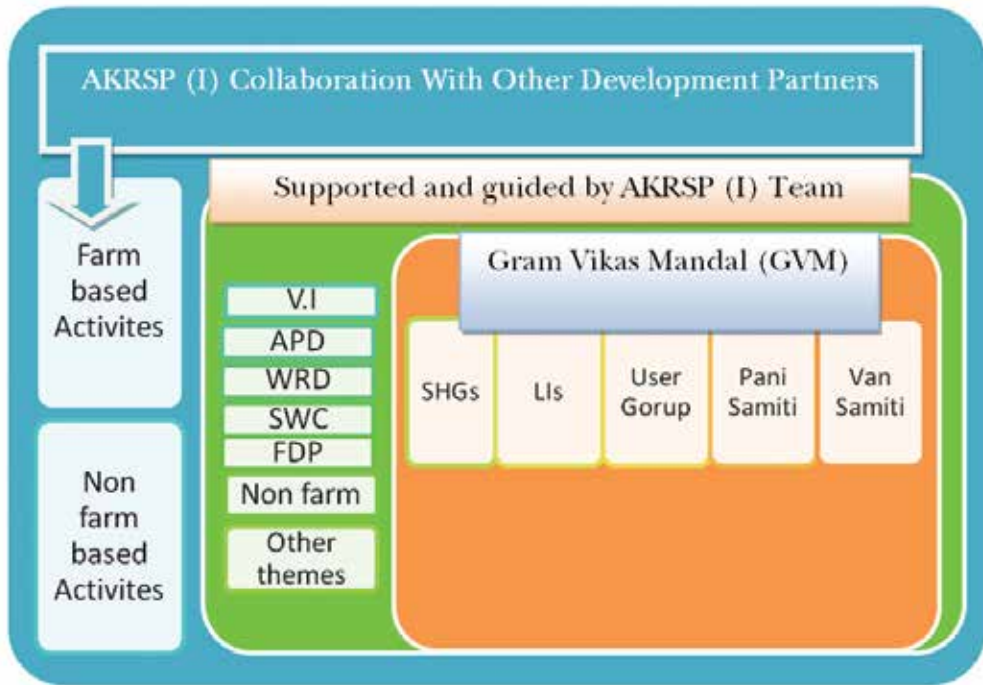 AKRSP (I) Collaboration With Other Development Partners
Supported and guided by AKRSP (I) Team
Gram Vikas Mandal (GVM)
Farm
based
Activites
Non
farm
based
Activites
V.I
APD
WRD
SWC
FDP
Non farm
Other
themes
SHGs
LIs
User
Gorup
Pani
Samiti
Van
Samiti